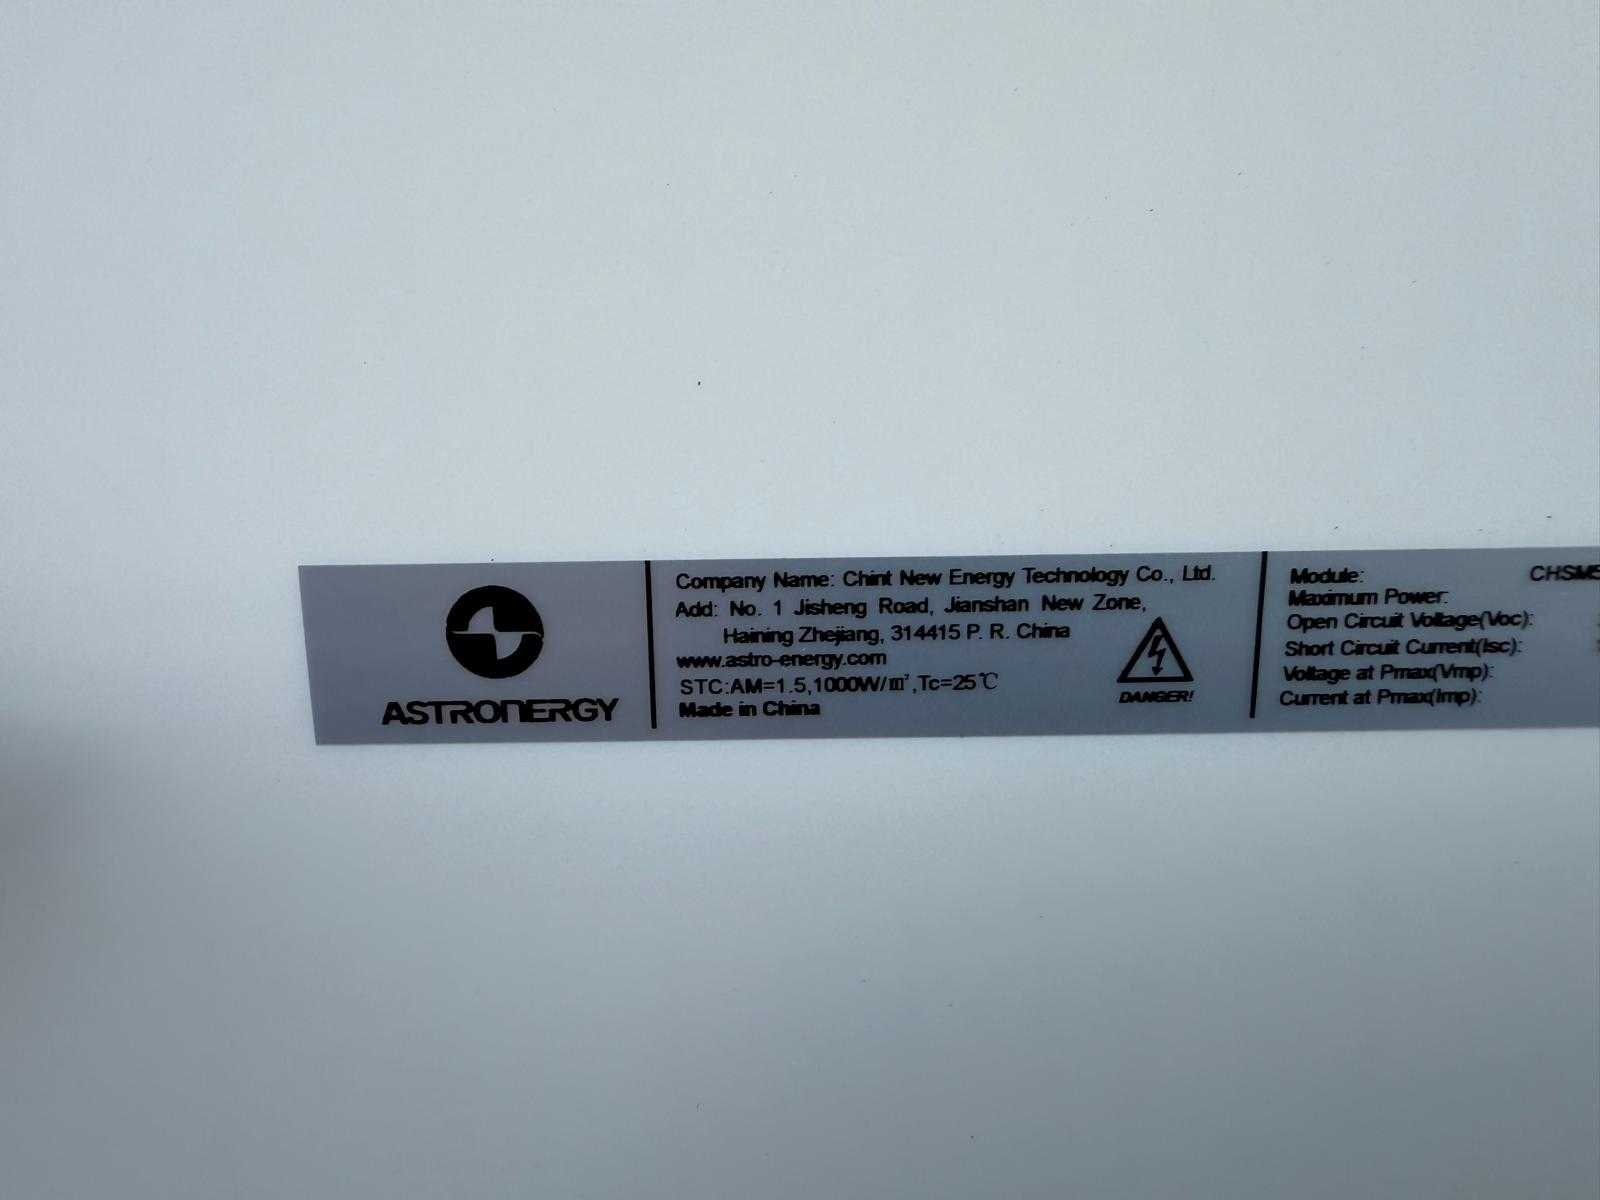 ASTRONERGY
Company Name: Chint New Energy Technology Co., Ltd.
Add: No. 1 Jisheng Road, Jianshan New Zone,
Haining Zhejiang, 314415 P. R. China
www.astro-energy.com
STC:AM=1.5,1000W/㎡,Tc=25℃
Made in China
DANGER!
Module: CHSM5
Maximum Power:
Open Circuit Voltage(Voc):
Short Circuit Current(Isc):
Voltage at Pmax(Vmp):
Current at Pmax(Imp):